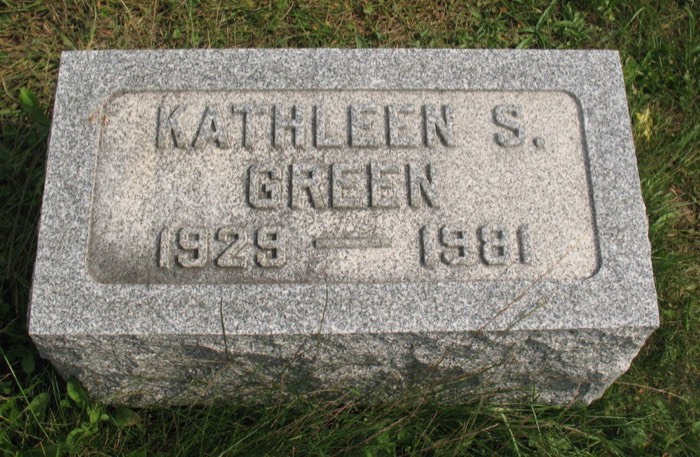 KATHLEEN S.
GREEN
1929 — 1981